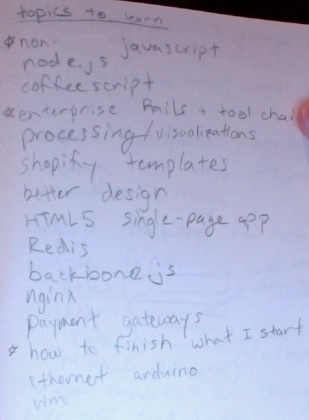 topics to learn
* non- javascript
node.js
coffeescript
* enterprise Rails + tool chai
processing/visualizations
shopify templates
better design
HTML5 single-page app
Redis
backbone.js
nginx
payment gateways
* how to finish what I start
ethernet arduino
vim